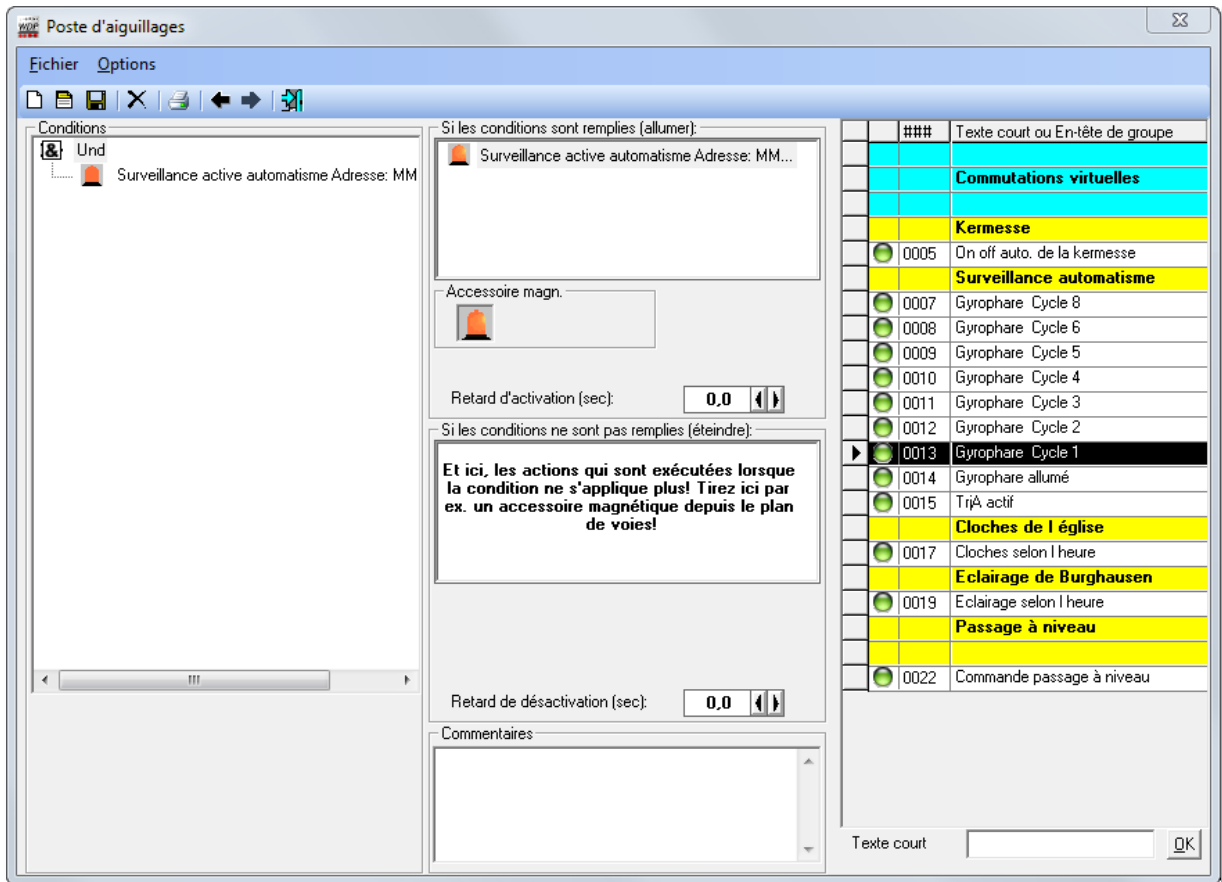 WDP Poste d'aiguillages
Fichier Options
Conditions
& Und
Surveillance active automatisme Adresse: MM
Si les conditions sont remplies (allumer):
Surveillance active automatisme Adresse: MM...
Accessoire magn.
Retard d'activation (sec): 0,0
Si les conditions ne sont pas remplies (éteindre):
Et ici, les actions qui sont exécutées lorsque
la condition ne s'applique plus! Tirez ici par
ex. un accessoire magnétique depuis le plan
de voies!
Retard de désactivation (sec): 0,0
Commentaires
### Texte court ou En-tête de groupe
Commutations virtuelles
Kermesse
0005 On off auto. de la kermesse
Surveillance automatisme
0007 Gyrophare Cycle 8
0008 Gyrophare Cycle 6
0009 Gyrophare Cycle 5
0010 Gyrophare Cycle 4
0011 Gyrophare Cycle 3
0012 Gyrophare Cycle 2
0013 Gyrophare Cycle 1
0014 Gyrophare allumé
0015 TrjA actif
Cloches de l église
0017 Cloches selon l heure
Eclairage de Burghausen
0019 Eclairage selon l heure
Passage à niveau
0022 Commande passage à niveau
Texte court OK